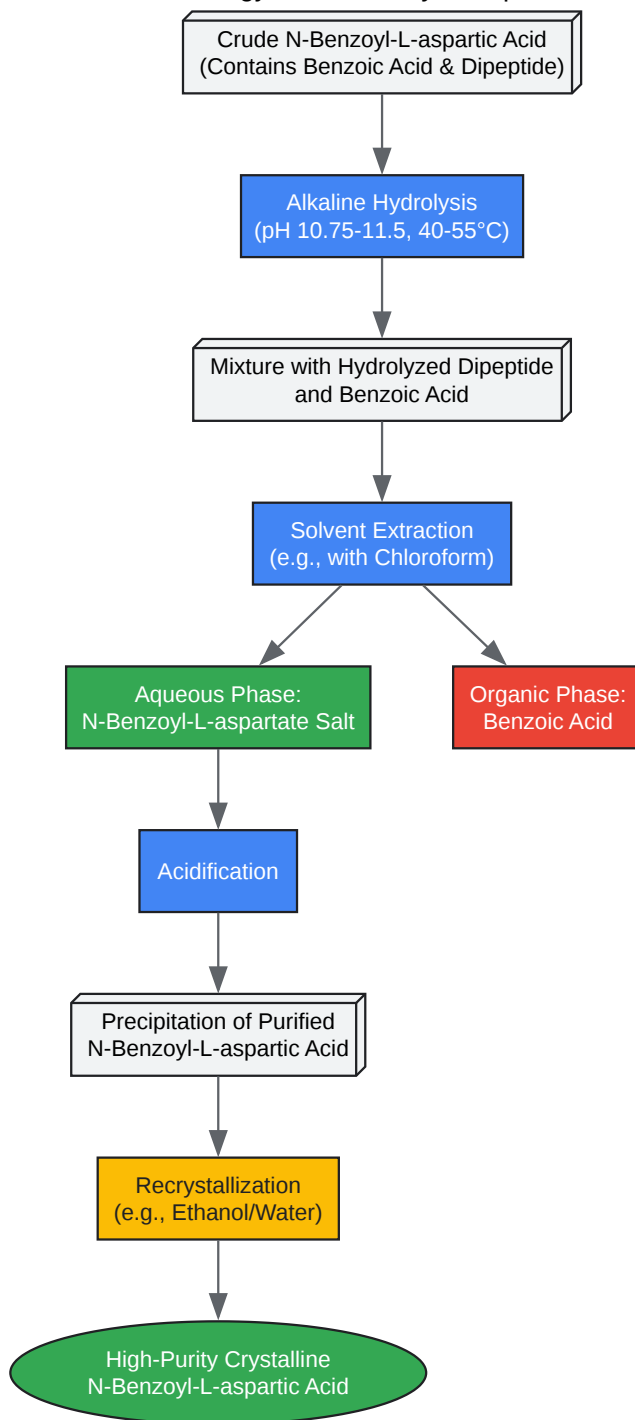 Crude N-Benzoyl-L-aspartic Acid
(Contains Benzoic Acid & Dipeptide)
Alkaline Hydrolysis
(pH 10.75-11.5, 40-55°C)
Mixture with Hydrolyzed Dipeptide
and Benzoic Acid
Solvent Extraction
(e.g., with Chloroform)
Aqueous Phase:
N-Benzoyl-L-aspartate Salt
Organic Phase:
Benzoic Acid
Acidification
Precipitation of Purified
N-Benzoyl-L-aspartic Acid
Recrystallization
(e.g., Ethanol/Water)
High-Purity Crystalline
N-Benzoyl-L-aspartic Acid